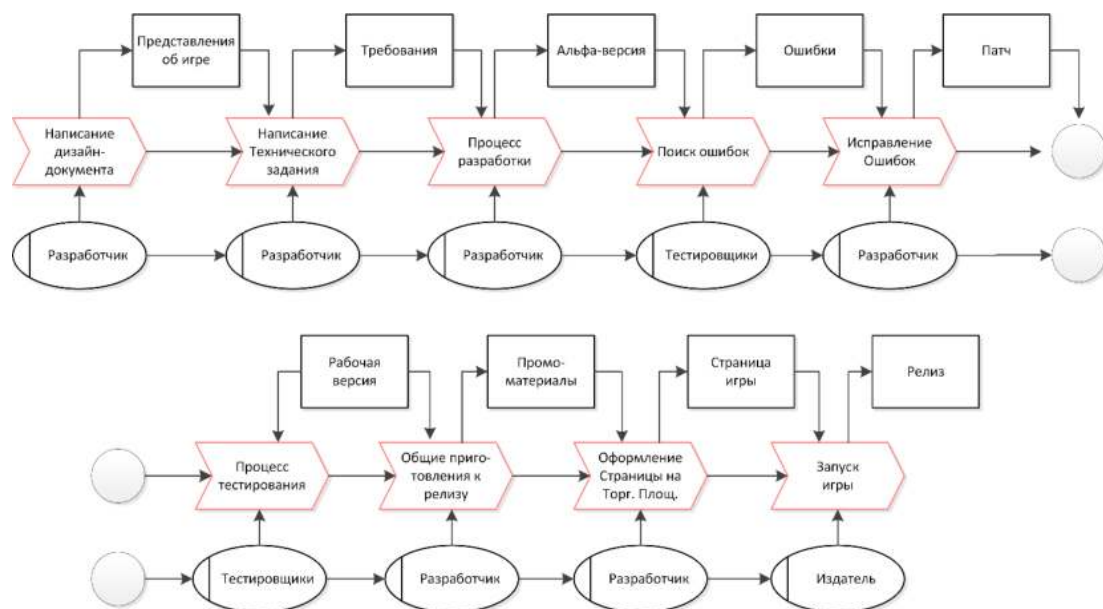 Представления
об игре
Требования
Альфа-версия
Ошибки
Патч
Написание
дизайн-
документа
Написание
Технического
задания
Процесс
разработки
Поиск ошибок
Исправление
Ошибок
Разработчик
Разработчик
Разработчик
Тестировщики
Разработчик
Рабочая
версия
Промо-
материалы
Страница
игры
Релиз
Процесс
тестирования
Общие приго-
товления к
релизу
Оформление
Страницы на
Торг. Площ.
Запуск
игры
Тестировщики
Разработчик
Разработчик
Издатель